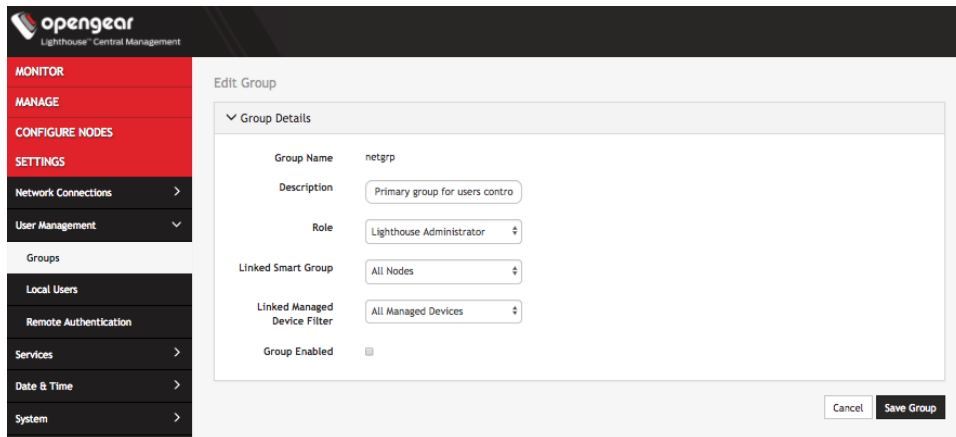 opengear
Lighthouse™ Central Management
MONITOR
MANAGE
CONFIGURE NODES
SETTINGS
Network Connections
User Management
Groups
Local Users
Remote Authentication
Services
Date & Time
System
Edit Group
Group Details
Group Name netgrp
Description Primary group for users contro
Role Lighthouse Administrator
Linked Smart Group All Nodes
Linked Managed
Device Filter All Managed Devices
Group Enabled
Cancel Save Group